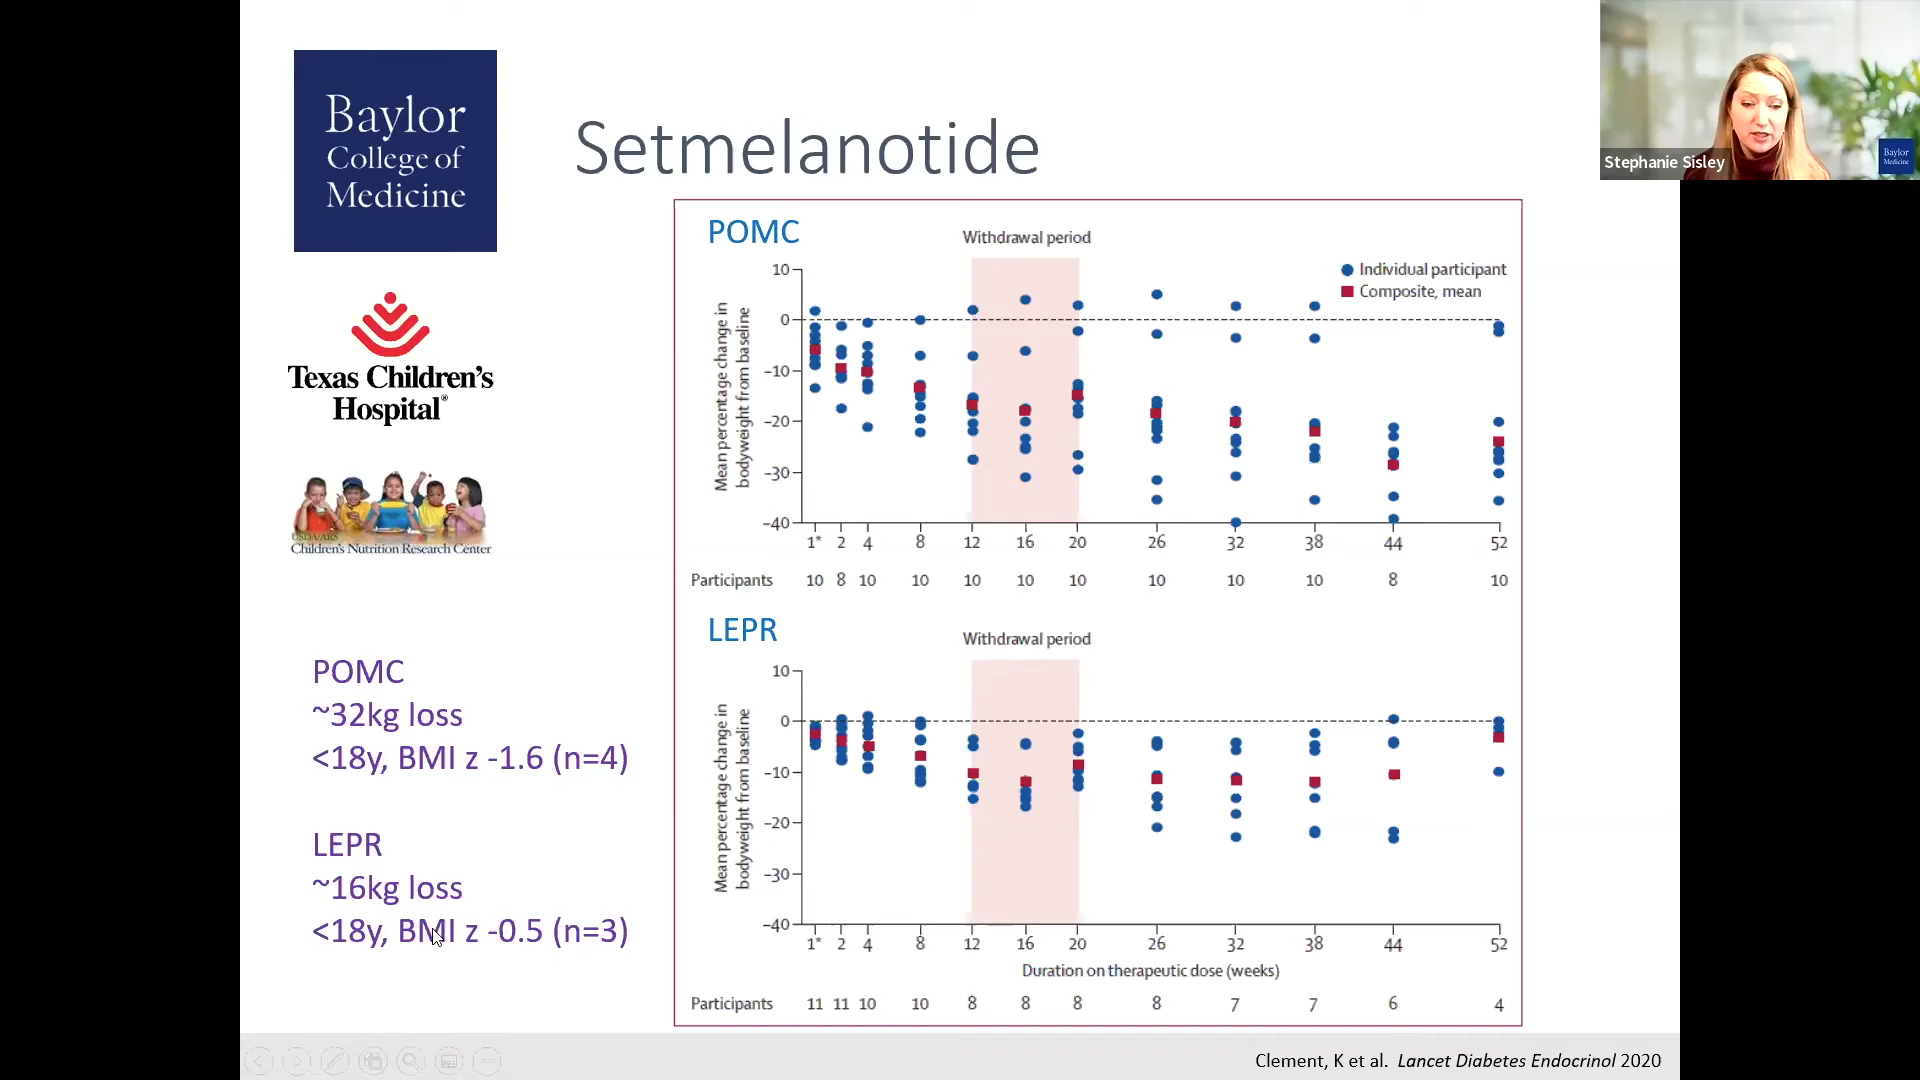 Baylor
College of
Medicine
Setmelanotide
Stephanie Sisley
Baylor
Medicine
Texas Children's
Hospital®
USDA/ARS
Children's Nutrition Research Center
POMC
~32kg loss
<18y, BMI z -1.6 (n=4)
LEPR
~16kg loss
<18y, BMI z -0.5 (n=3)
POMC
Withdrawal period
Individual participant
Composite, mean
Mean percentage change in
bodyweight from baseline
10
0
−10
−20
−30
−40
1* 2 4 8 12 16 20 26 32 38 44 52
Participants 10 8 10 10 10 10 10 10 10 10 8 10
LEPR
Withdrawal period
Mean percentage change in
bodyweight from baseline
10
0
−10
−20
−30
−40
1* 2 4 8 12 16 20 26 32 38 44 52
Duration on therapeutic dose (weeks)
Participants 11 11 10 10 8 8 8 8 7 7 6 4
Clement, K et al. Lancet Diabetes Endocrinol 2020